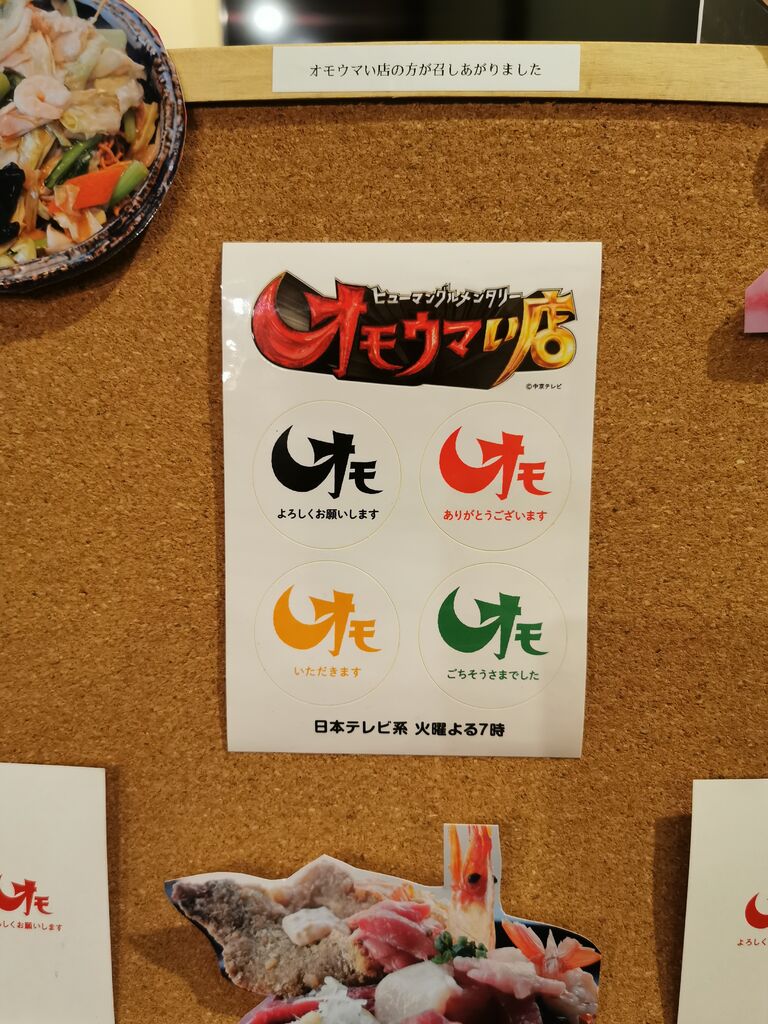 オモウマい店の方が召しあがりました
ヒューマングルメンタリー
オモウマい店
©中京テレビ
オモ
よろしくお願いします
オモ
ありがとうございます
オモ
いただきます
オモ
ごちそうさまでした
日本テレビ系 火曜よる7時
オモ
しくお願いします
よろしく